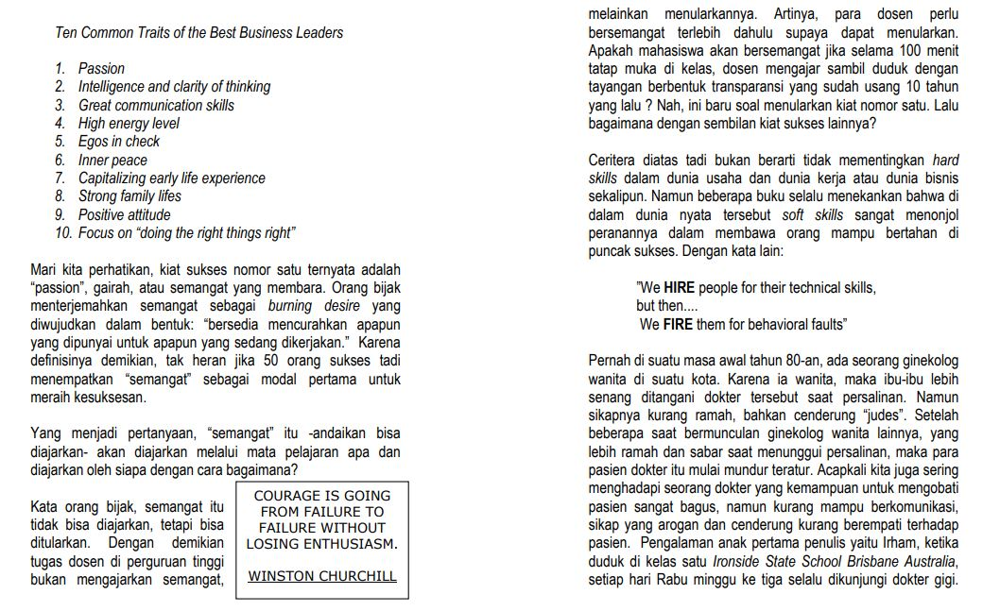 Ten Common Traits of the Best Business Leaders
1. Passion
2. Intelligence and clarity of thinking
3. Great communication skills
4. High energy level
5. Egos in check
6. Inner peace
7. Capitalizing early life experience
8. Strong family lifes
9. Positive attitude
10. Focus on “doing the right things right”
Mari kita perhatikan, kiat sukses nomor satu ternyata adalah
“passion”, gairah, atau semangat yang membara. Orang bijak
menterjemahkan semangat sebagai burning desire yang
diwujudkan dalam bentuk: “bersedia mencurahkan apapun
yang dipunyai untuk apapun yang sedang dikerjakan.” Karena
definisinya demikian, tak heran jika 50 orang sukses tadi
menempatkan “semangat” sebagai modal pertama untuk
meraih kesuksesan.
Yang menjadi pertanyaan, “semangat” itu -andaikan bisa
diajarkan- akan diajarkan melalui mata pelajaran apa dan
diajarkan oleh siapa dengan cara bagaimana?
Kata orang bijak, semangat itu
tidak bisa diajarkan, tetapi bisa
ditularkan. Dengan demikian
tugas dosen di perguruan tinggi
bukan mengajarkan semangat,
COURAGE IS GOING
FROM FAILURE TO
FAILURE WITHOUT
LOSING ENTHUSIASM.
WINSTON CHURCHILL
melainkan menularkannya. Artinya, para dosen perlu
bersemangat terlebih dahulu supaya dapat menularkan.
Apakah mahasiswa akan bersemangat jika selama 100 menit
tatap muka di kelas, dosen mengajar sambil duduk dengan
tayangan berbentuk transparansi yang sudah usang 10 tahun
yang lalu ? Nah, ini baru soal menularkan kiat nomor satu. Lalu
bagaimana dengan sembilan kiat sukses lainnya?
Ceritera diatas tadi bukan berarti tidak mementingkan hard
skills dalam dunia usaha dan dunia kerja atau dunia bisnis
sekalipun. Namun beberapa buku selalu menekankan bahwa di
dalam dunia nyata tersebut soft skills sangat menonjol
peranannya dalam membawa orang mampu bertahan di
puncak sukses. Dengan kata lain:
”We HIRE people for their technical skills,
but then....
We FIRE them for behavioral faults”
Pernah di suatu masa awal tahun 80-an, ada seorang ginekolog
wanita di suatu kota. Karena ia wanita, maka ibu-ibu lebih
senang ditangani dokter tersebut saat persalinan. Namun
sikapnya kurang ramah, bahkan cenderung “judes”. Setelah
beberapa saat bermunculan ginekolog wanita lainnya, yang
lebih ramah dan sabar saat menunggui persalinan, maka para
pasien dokter itu mulai mundur teratur. Acapkali kita juga sering
menghadapi seorang dokter yang kemampuan untuk mengobati
pasien sangat bagus, namun kurang mampu berkomunikasi,
sikap yang arogan dan cenderung kurang berempati terhadap
pasien. Pengalaman anak pertama penulis yaitu Irham, ketika
duduk di kelas satu Ironside State School Brisbane Australia,
setiap hari Rabu minggu ke tiga selalu dikunjungi dokter gigi.